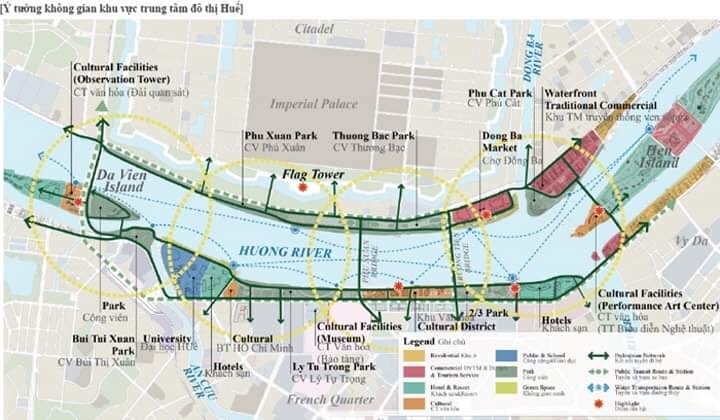 [Ý tưởng không gian khu vực trung tâm đô thị Huế]
Citadel
DONG BA
RIVER
Cultural Facilities
(Observation Tower)
CT văn hóa (Đài quan sát)
Imperial Palace
Phu Cat Park
CV Phú Cát
Waterfront
Traditional Commercial
Khu TM truyền thống ven sông
Phu Xuan Park
CV Phú Xuân
Thuong Bac Park
CV Thương Bạc
Dong Ba
Market
Chợ Đông Ba
Hen
Island
Da Vien
Island
Flag Tower
HUONG RIVER
PHU XUAN
BRIDGE
BRIDGE
Vy Da
Park
Công viên
Bui Tui Xuan
Park
CV Bùi Thị Xuân
University
Đại học Huế
Cultural
BT HỒ Chí Minh
Hotels
Khách sạn
RIVER
Cultural Facilities
(Museum)
CT văn hóa
(Bảo tàng)
Ly Tu Trong Park
CV Lý Tự Trọng
French Quarter
Khu Văn hóa
Cultural District
2/3 Park
Hotels
Khách sạn
Cultural Facilities
(Performance Art Center)
CT văn hóa
(TT Biểu diễn Nghệ thuật)
Legend Ghi chú
Residential
Commercial
& Tourism Service
Hotel & Resort
Cultural
CT văn hóa
Public & School
Park
Công viên
Green Space
Không gian xanh
Pedestrian Network
Public Transit Route & Station
Water Transportation Route & Station
Highlight